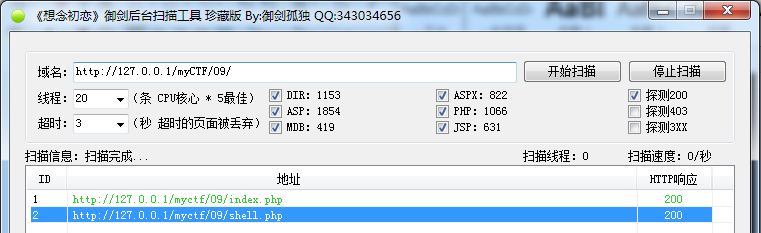 《想念初恋》御剑后台扫描工具 珍藏版 By:御剑孤独 QQ:343034656
域名: http://127.0.0.1/myCTF/09/ 开始扫描 停止扫描
线程: 20 (条 CPU核心 * 5最佳) DIR: 1153 ASPX: 822 探测200
超时: 3 (秒 超时的页面被丢弃) ASP: 1854 PHP: 1066 探测403
MDB: 419 JSP: 631 探测3XX
扫描信息: 扫描完成... 扫描线程: 0 扫描速度: 0/秒
ID 地址 HTTP响应
1 http://127.0.0.1/myctf/09/index.php 200
2 http://127.0.0.1/myctf/09/shell.php 200